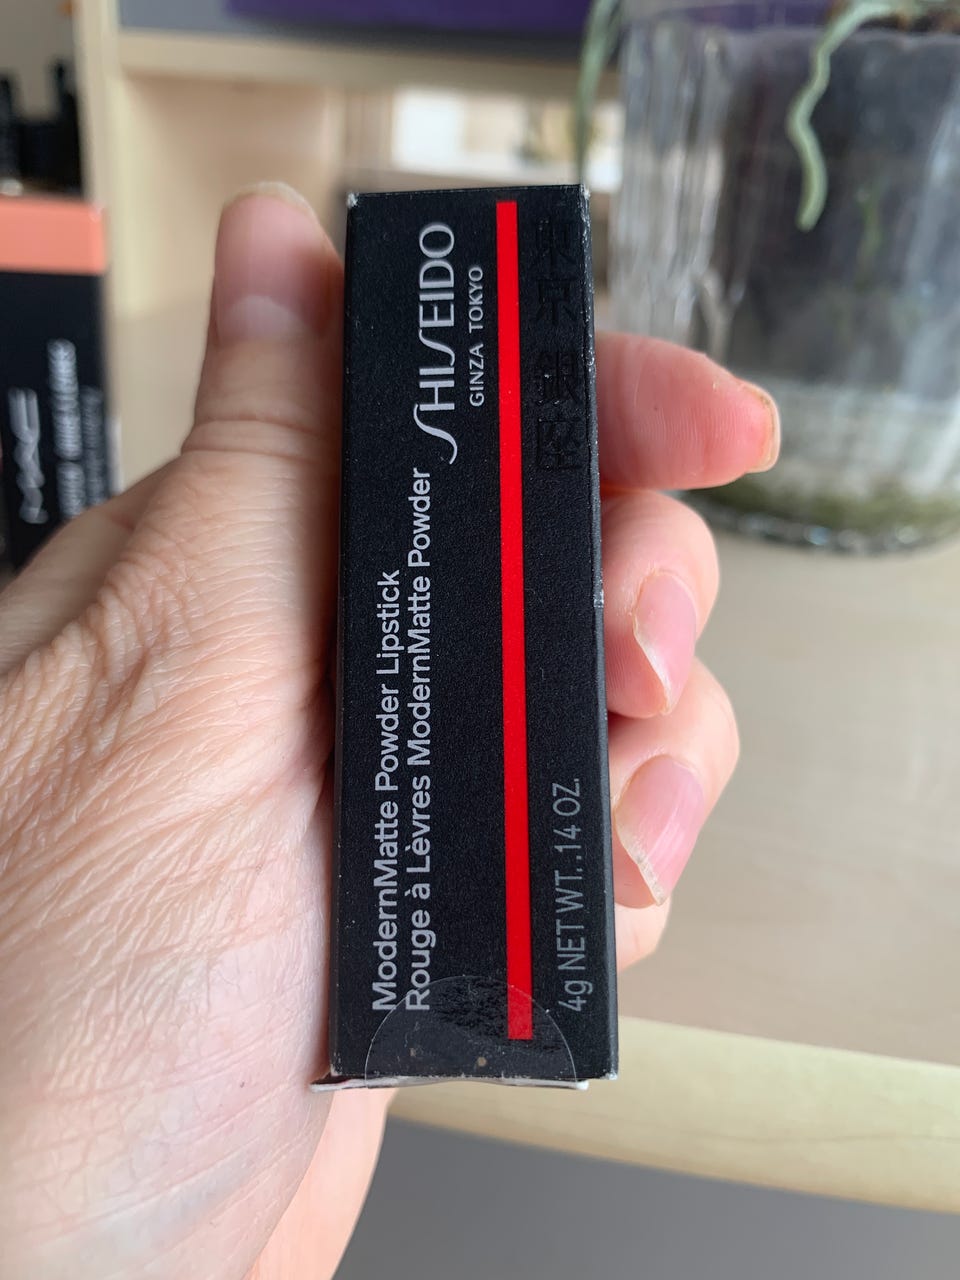 SHISEIDO
GINZA TOKYO
ModernMatte Powder Lipstick
Rouge à Lèvres ModernMatte Powder
東京 銀座
4g NET WT. .14 OZ.
MAC